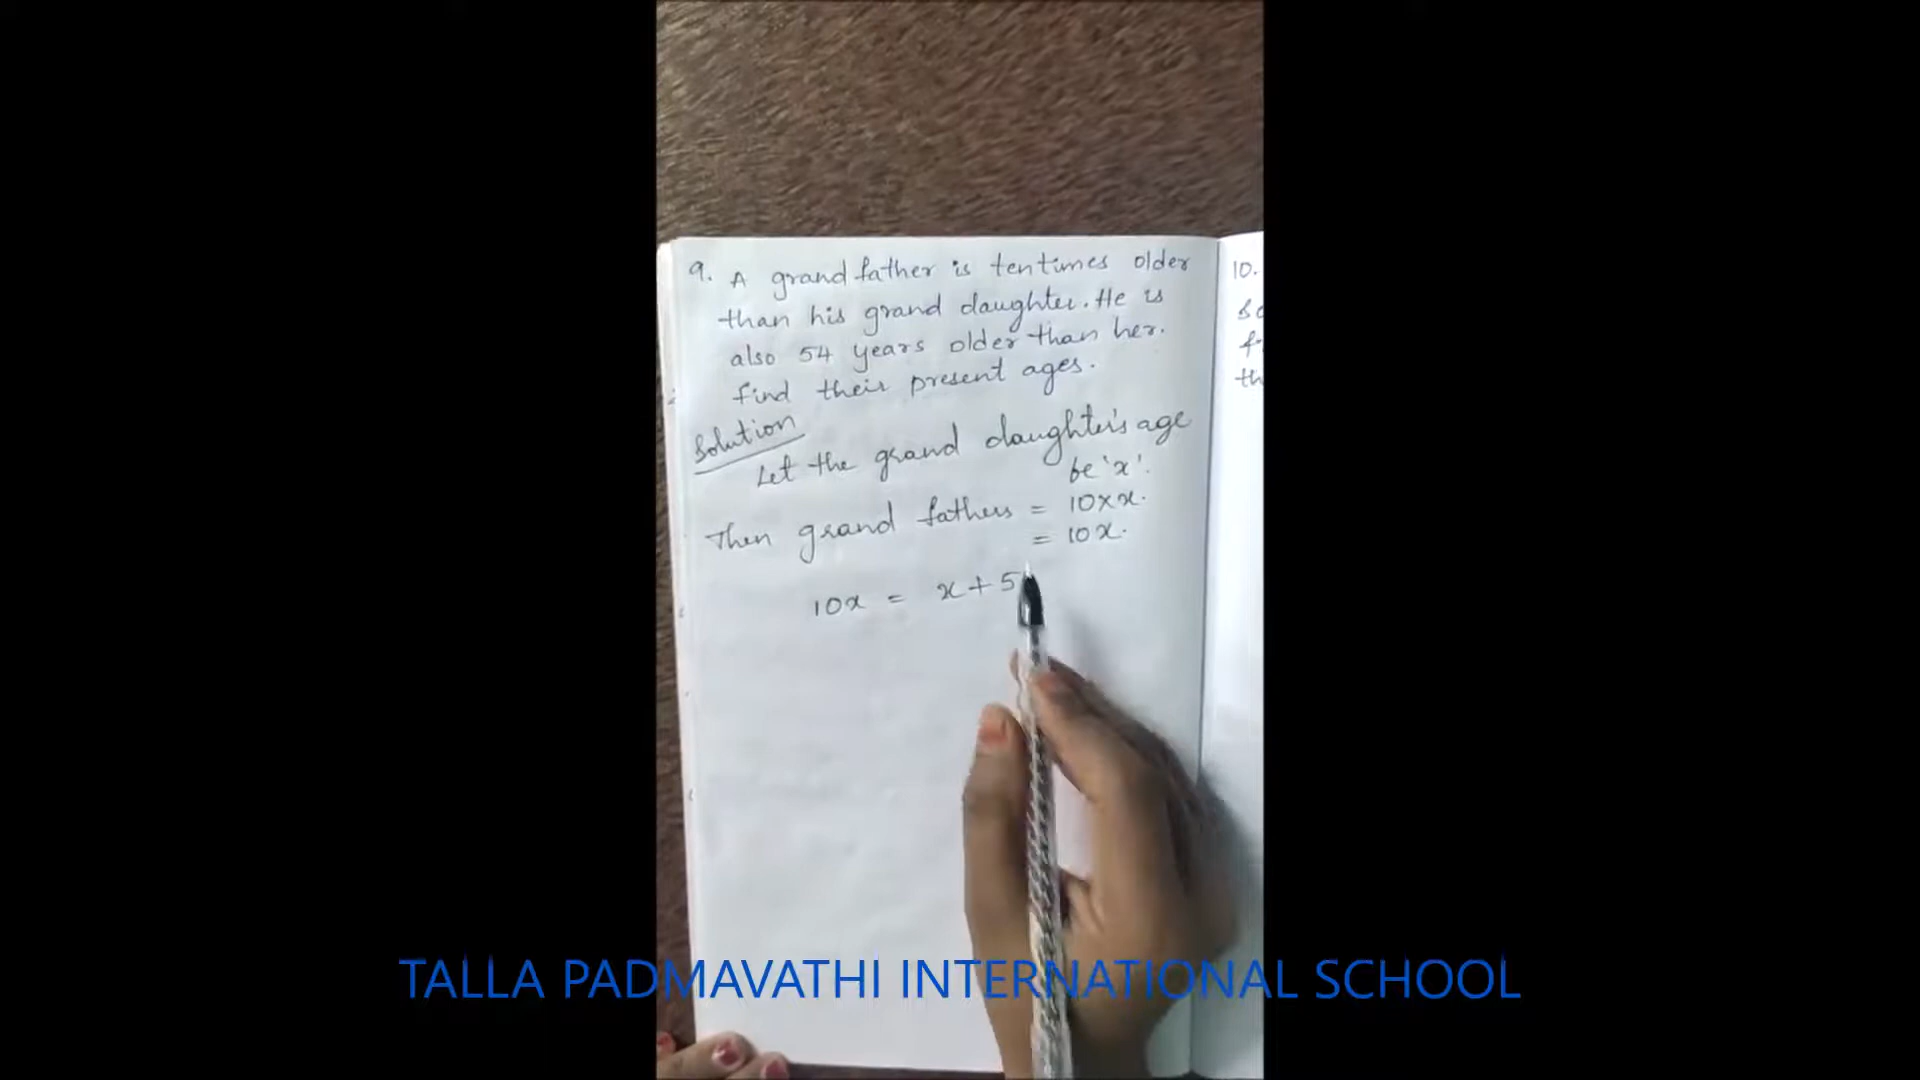 9. A grand father is ten times older
than his grand daughter. He is
also 54 years older than her.
find their present ages.
Solution
Let the grand daughter's age
be 'x'.
Then grand fathers = 10×x.
= 10x.
10x = x+5
10.
th
TALLA PADMAVATHI INTERNATIONAL SCHOOL